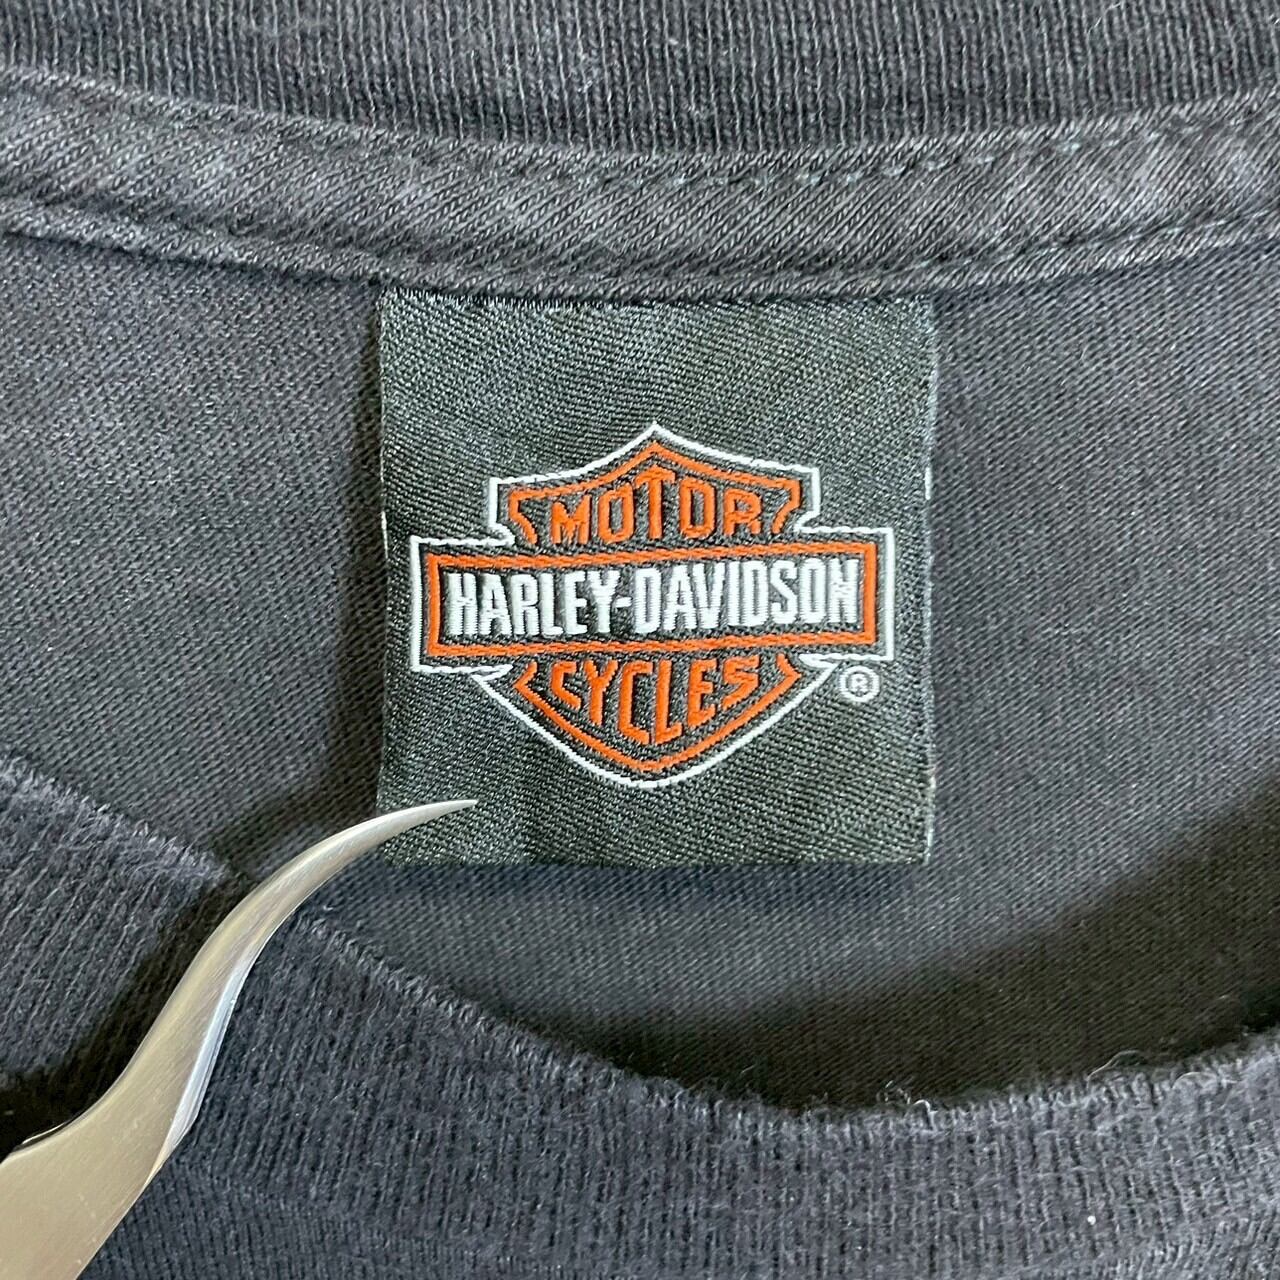 MOTOR
HARLEY-DAVIDSON
CYCLES
®